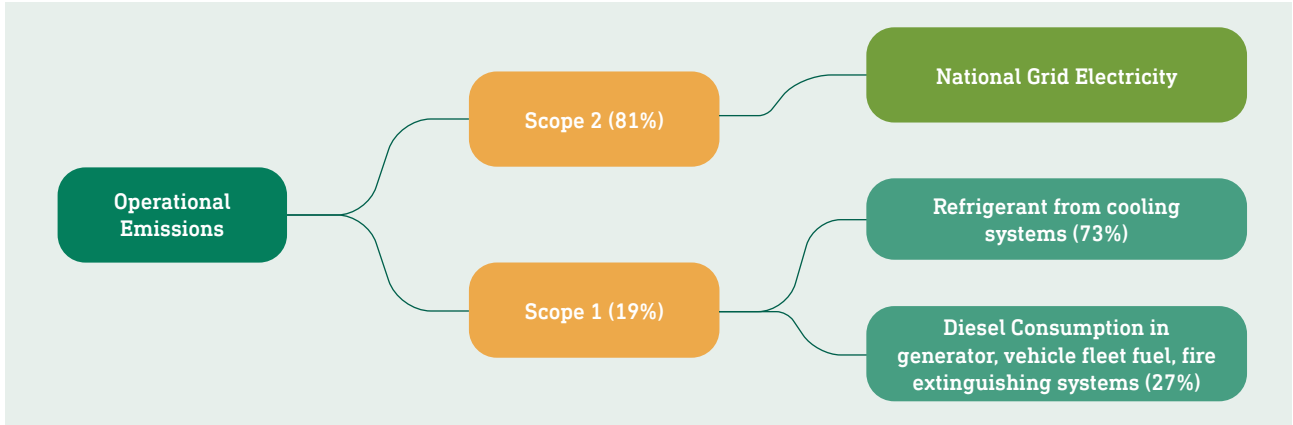 Operational
Emissions
Scope 2 (81%)
National Grid Electricity
Scope 1 (19%)
Refrigerant from cooling
systems (73%)
Diesel Consumption in
generator, vehicle fleet fuel, fire
extinguishing systems (27%)